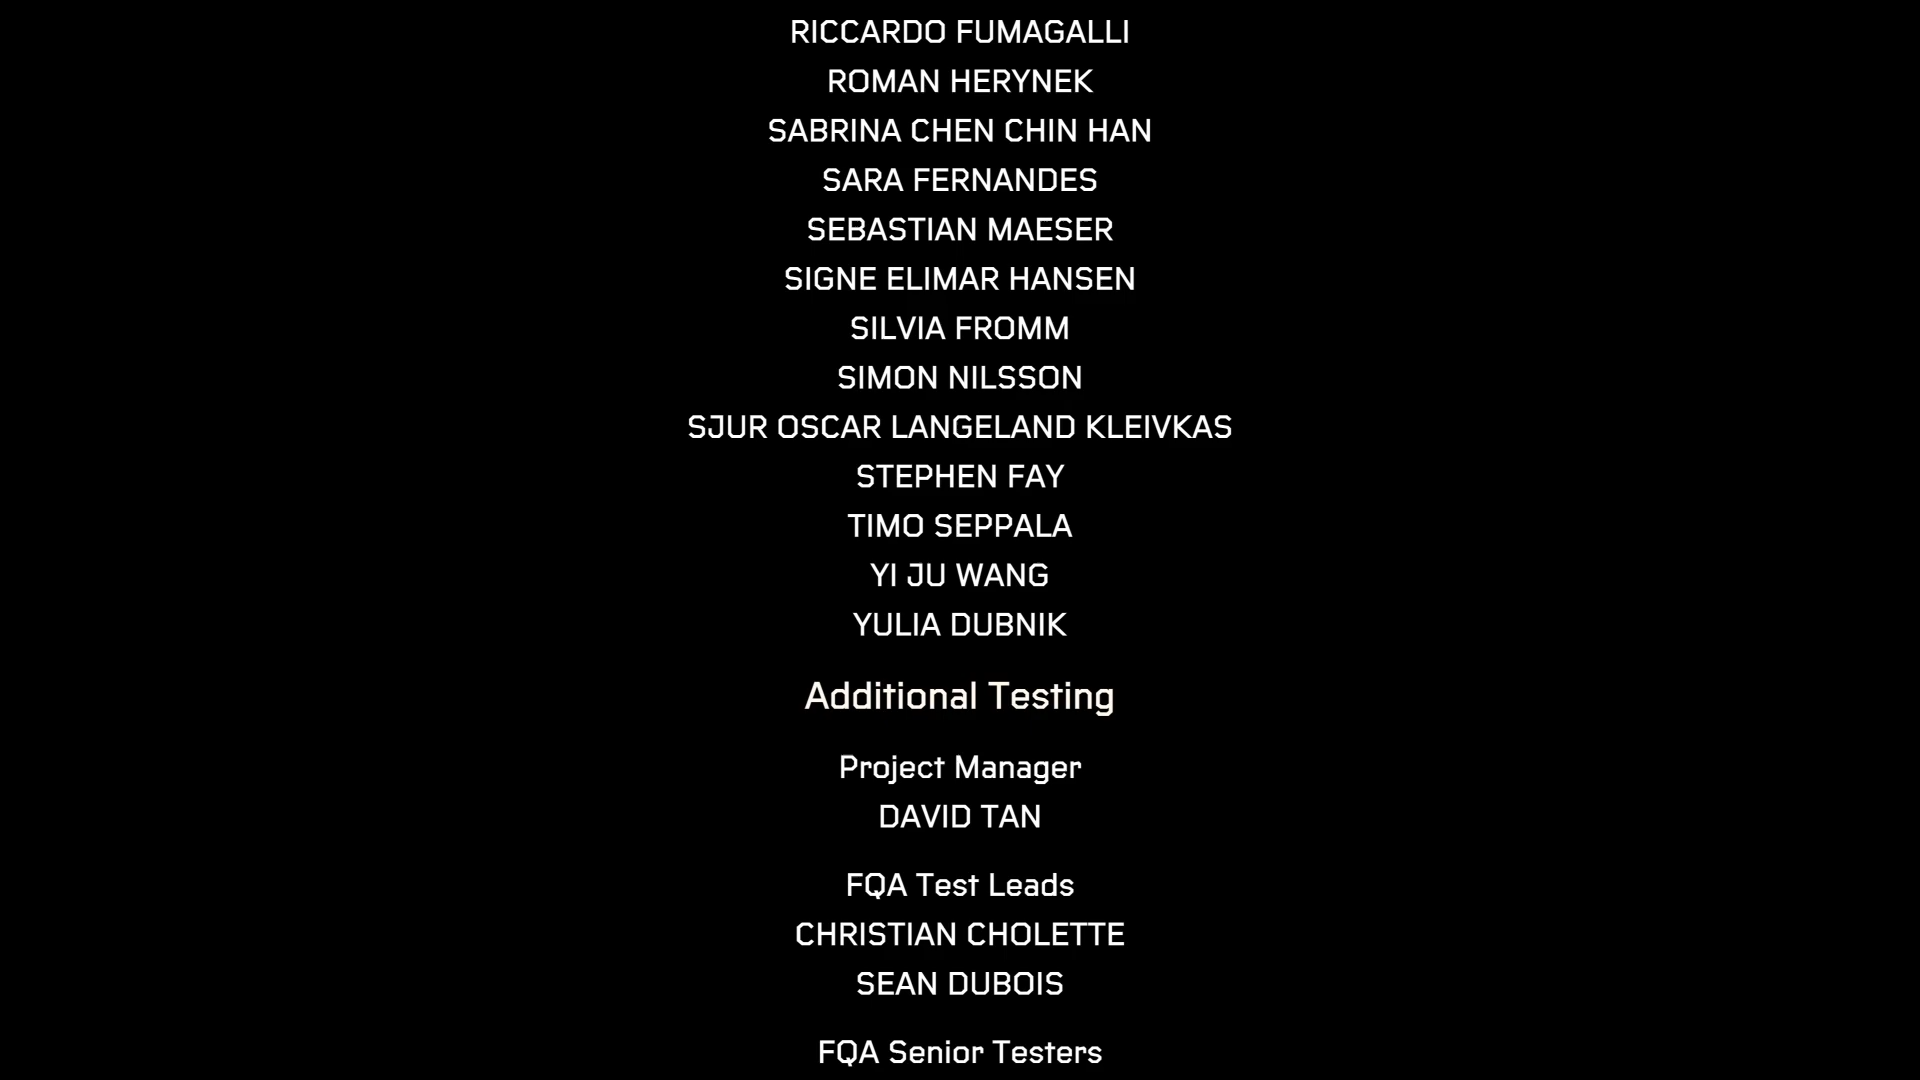 RICCARDO FUMAGALLI
ROMAN HERYNEK
SABRINA CHEN CHIN HAN
SARA FERNANDES
SEBASTIAN MAESER
SIGNE ELIMAR HANSEN
SILVIA FROMM
SIMON NILSSON
SJUR OSCAR LANGELAND KLEIVKAS
STEPHEN FAY
TIMO SEPPALA
YI JU WANG
YULIA DUBNIK
Additional Testing
Project Manager
DAVID TAN
FQA Test Leads
CHRISTIAN CHOLETTE
SEAN DUBOIS
FQA Senior Testers